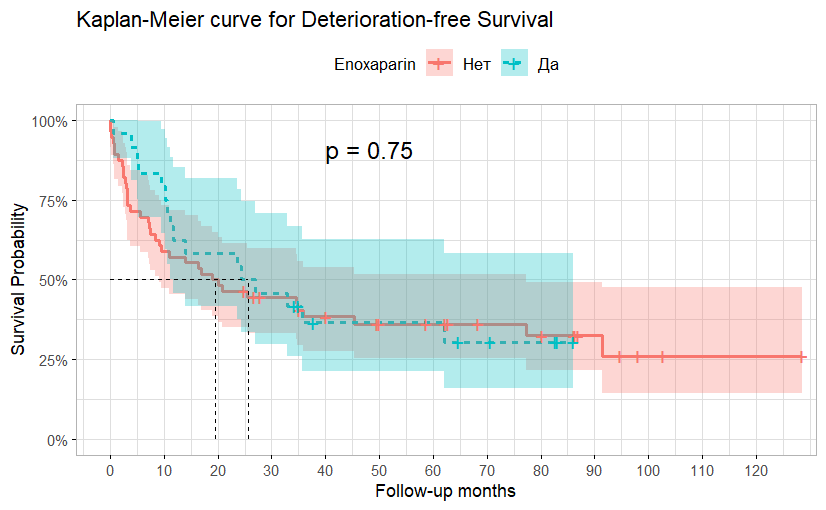 Kaplan-Meier curve for Deterioration-free Survival
Enoxaparin Нет Да
p = 0.75
100%
75%
50%
25%
0%
Survival Probability
0 10 20 30 40 50 60 70 80 90 100 110 120
Follow-up months